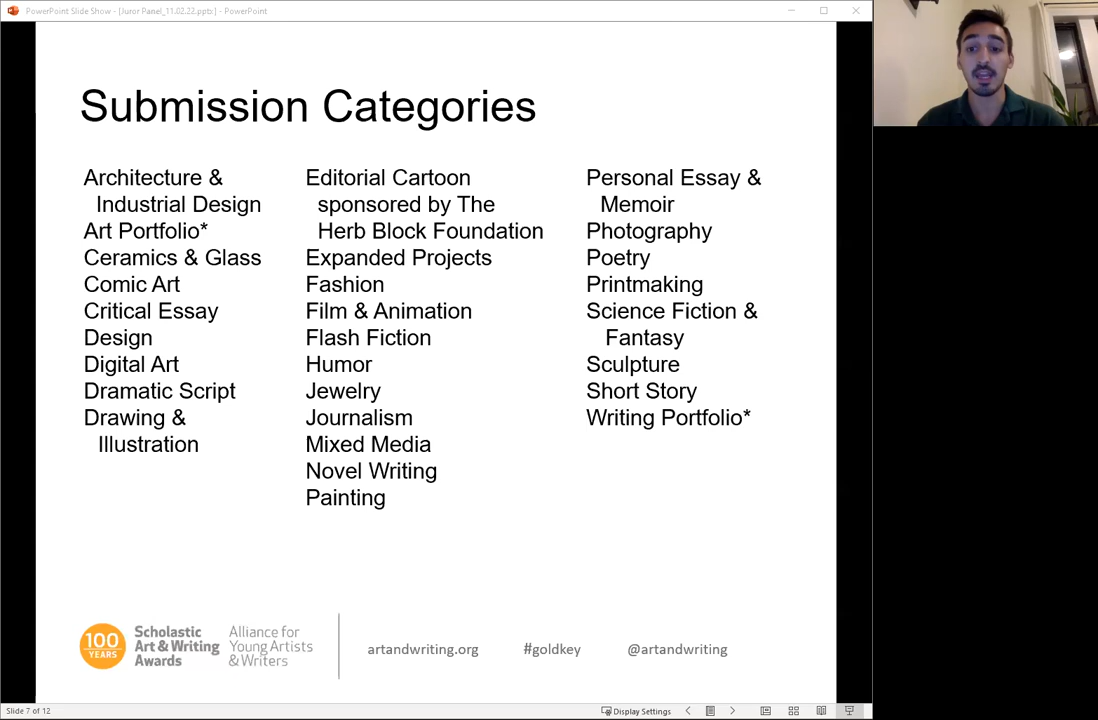 PowerPoint Slide Show - [Juror Panel_11.02.22.pptx] - PowerPoint
Submission Categories
Architecture &
Industrial Design
Art Portfolio*
Ceramics & Glass
Comic Art
Critical Essay
Design
Digital Art
Dramatic Script
Drawing &
Illustration
Editorial Cartoon
sponsored by The
Herb Block Foundation
Expanded Projects
Fashion
Film & Animation
Flash Fiction
Humor
Jewelry
Journalism
Mixed Media
Novel Writing
Painting
Personal Essay &
Memoir
Photography
Poetry
Printmaking
Science Fiction &
Fantasy
Sculpture
Short Story
Writing Portfolio*
100
YEARS
Scholastic
Art & Writing
Awards
Alliance for
Young Artists
& Writers
artandwriting.org
#goldkey
@artandwriting
Slide 7 of 12
Display Settings